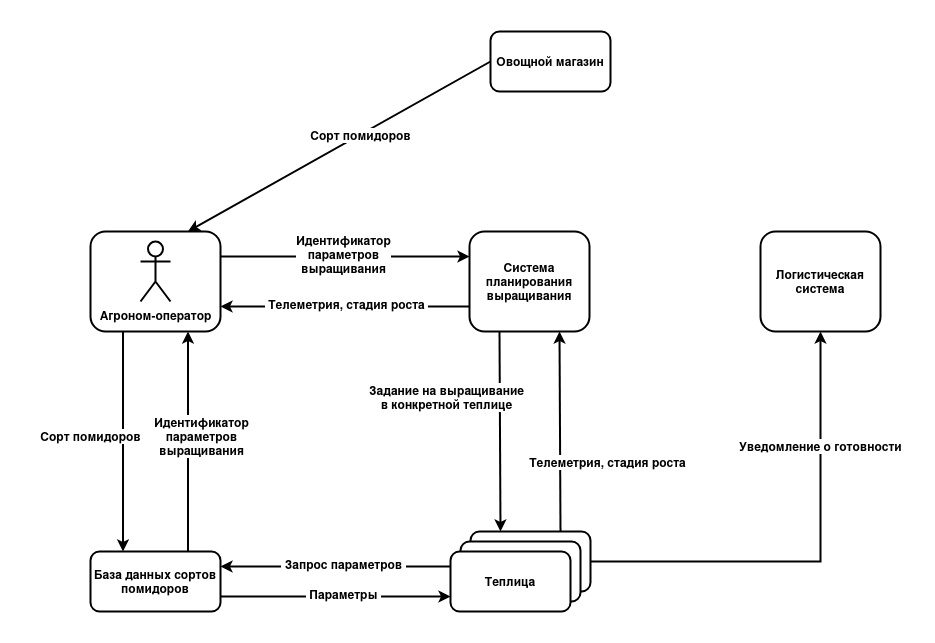 Овощной магазин
Сорт помидоров
Идентификатор
параметров
выращивания
Система
планирования
выращивания
Логистическая
система
Телеметрия, стадия роста
Агроном-оператор
Задание на выращивание
в конкретной теплице
Сорт помидоров
Идентификатор
параметров
выращивания
Уведомление о готовности
Телеметрия, стадия роста
База данных сортов
помидоров
Запрос параметров
Параметры
Теплица